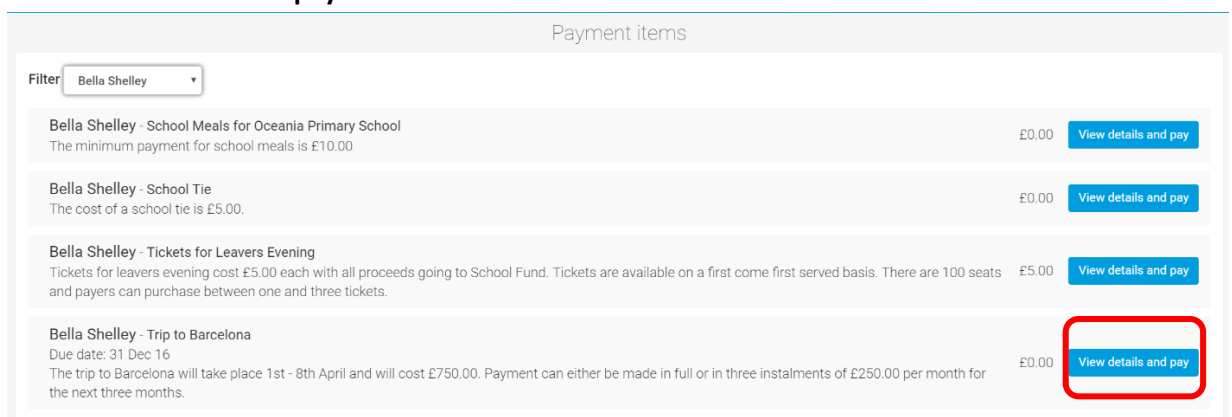 Payment items
Filter Bella Shelley
Bella Shelley - School Meals for Oceania Primary School
The minimum payment for school meals is £10.00
£0.00 View details and pay
Bella Shelley - School Tie
The cost of a school tie is £5.00.
£0.00 View details and pay
Bella Shelley - Tickets for Leavers Evening
Tickets for leavers evening cost £5.00 each with all proceeds going to School Fund. Tickets are available on a first come first served basis. There are 100 seats
and payers can purchase between one and three tickets.
£5.00 View details and pay
Bella Shelley - Trip to Barcelona
Due date: 31 Dec 16
The trip to Barcelona will take place 1st - 8th April and will cost £750.00. Payment can either be made in full or in three instalments of £250.00 per month for
the next three months.
£0.00 View details and pay